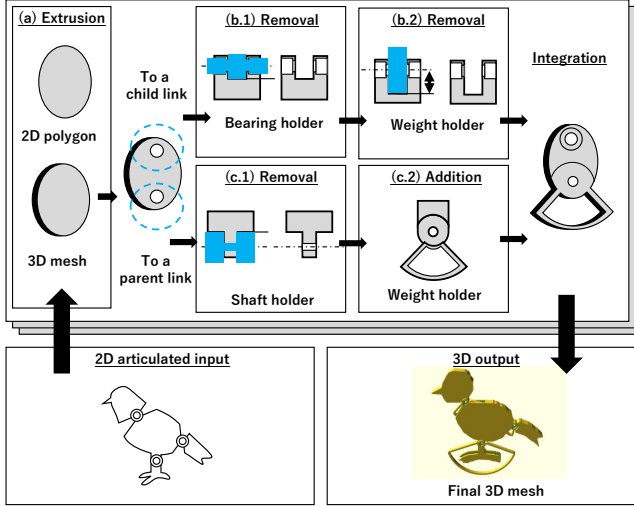 (a) Extrusion
2D polygon
3D mesh
To a
child link
To a
parent link
(b.1) Removal
Bearing holder
(b.2) Removal
Weight holder
(c.1) Removal
Shaft holder
(c.2) Addition
Weight holder
Integration
2D articulated input
3D output
Final 3D mesh